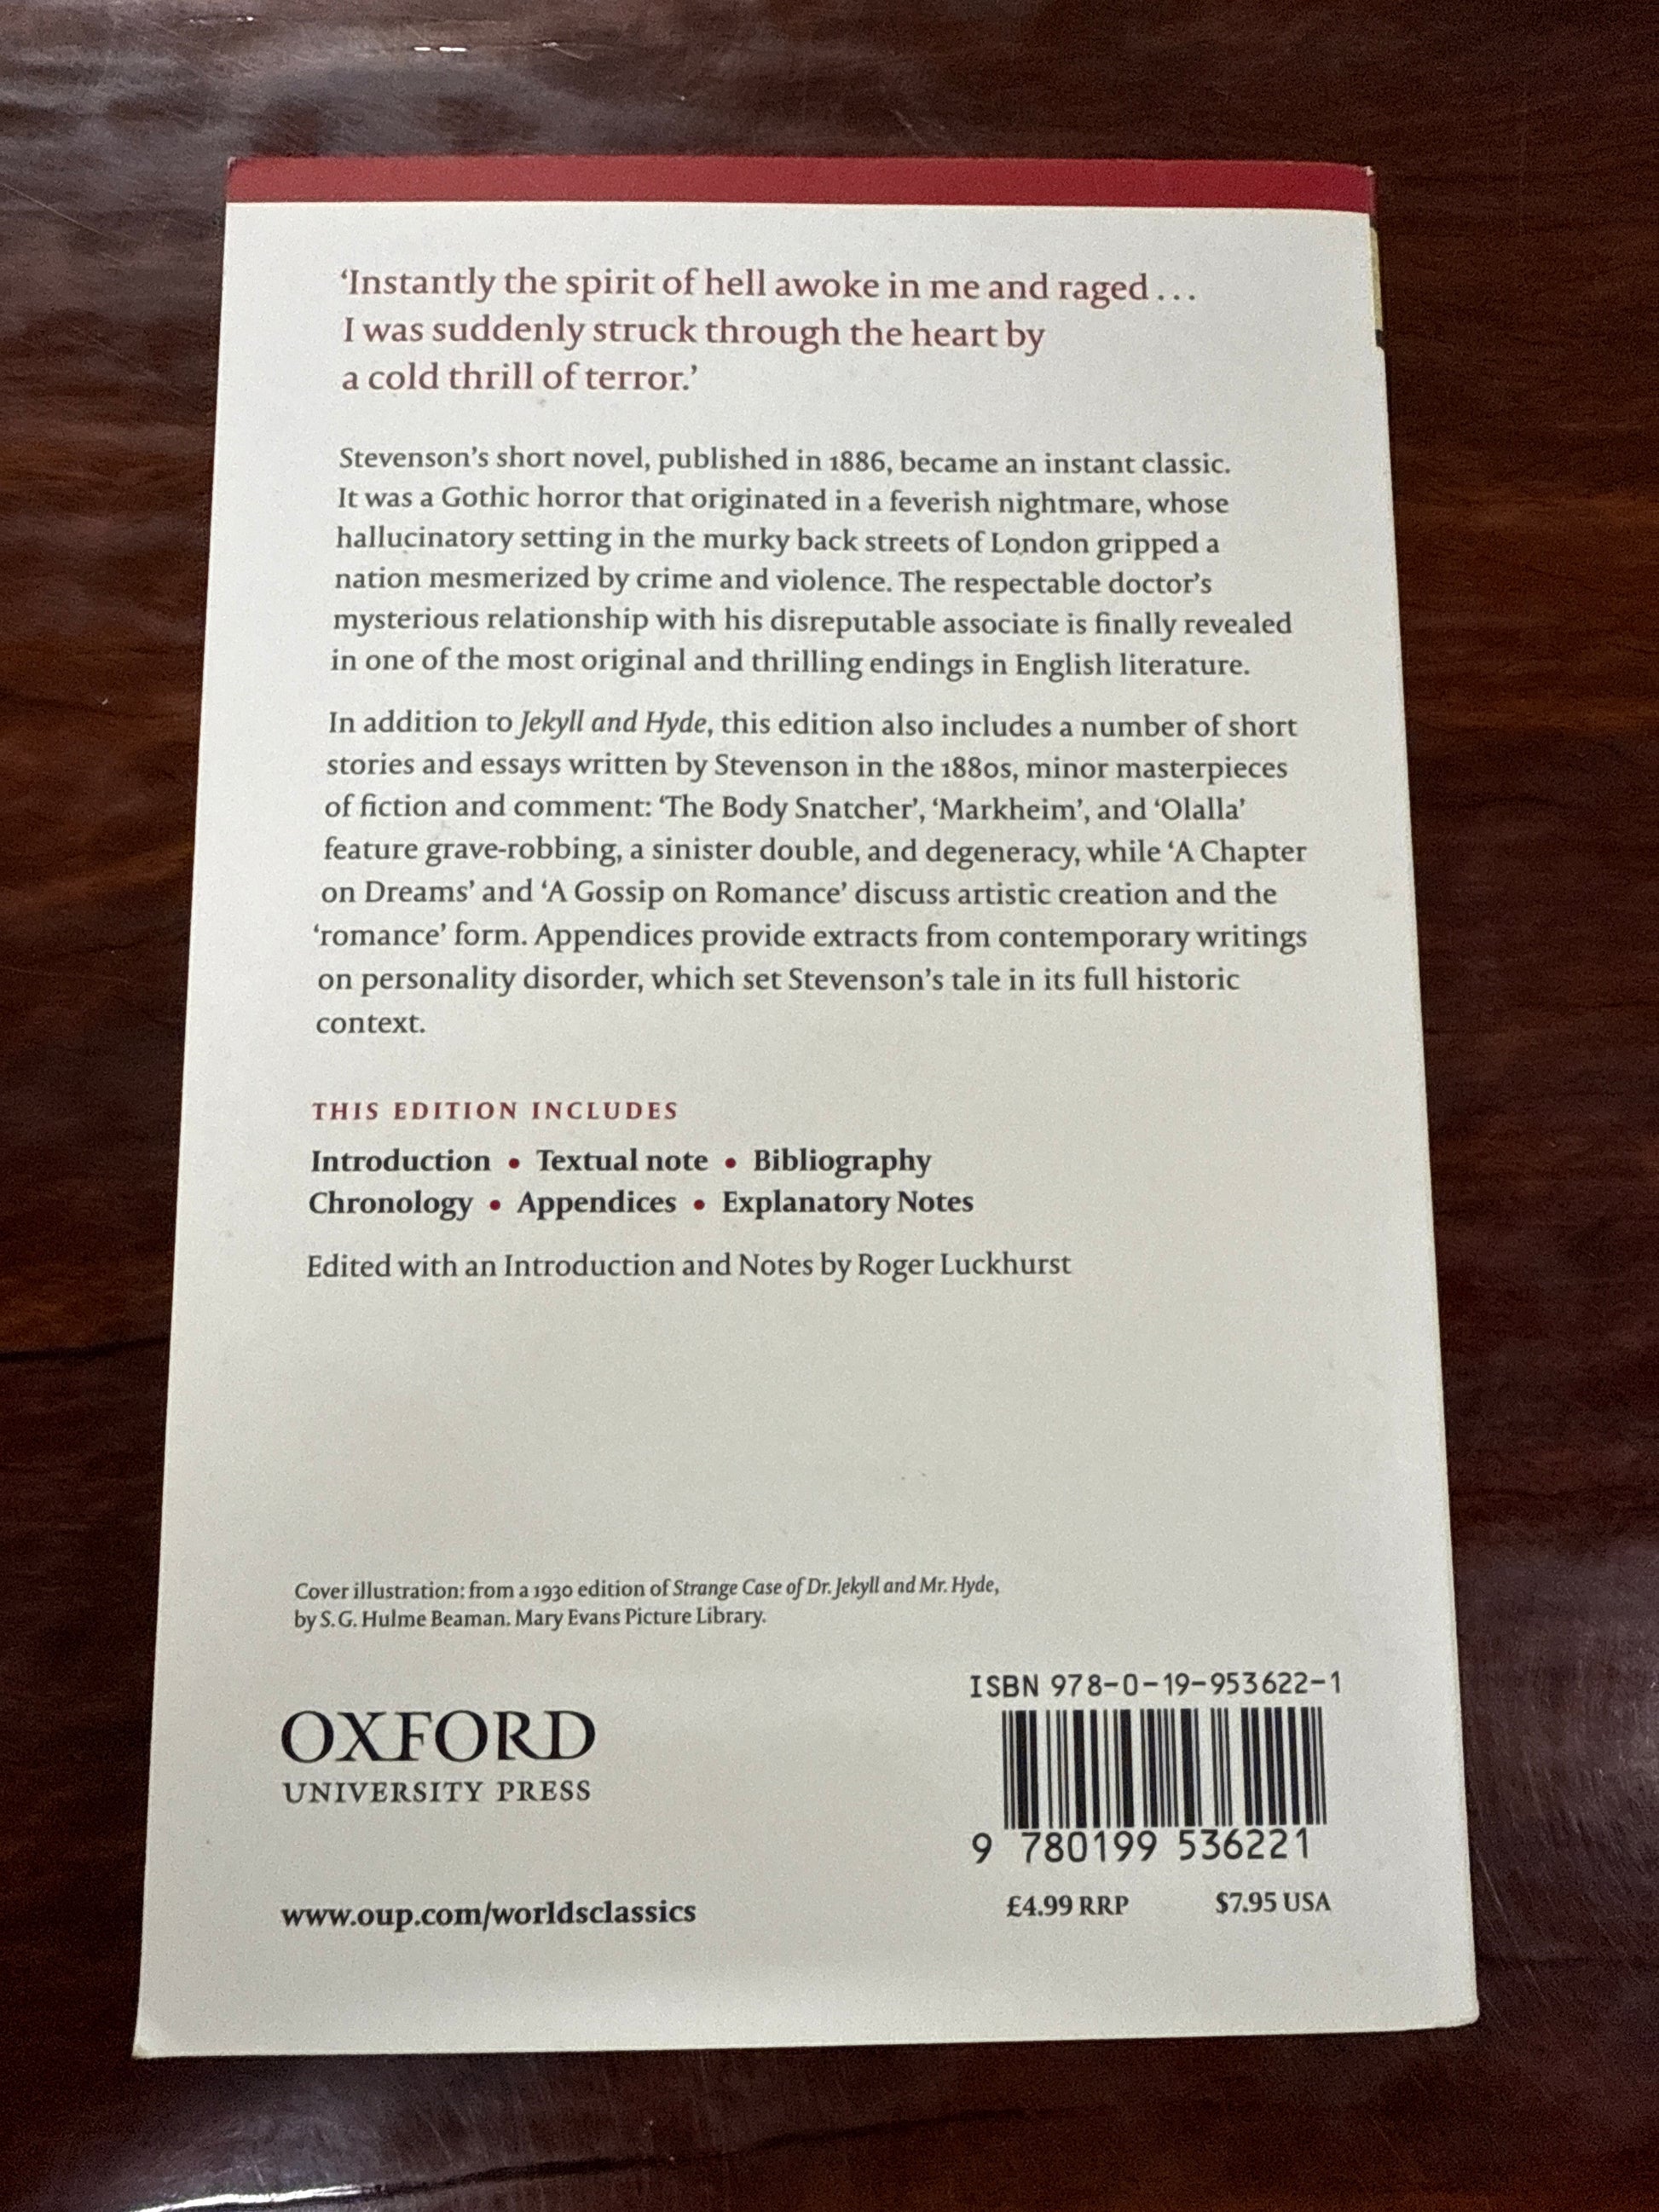 ‘Instantly the spirit of hell awoke in me and raged . . .
I was suddenly struck through the heart by
a cold thrill of terror.’
Stevenson’s short novel, published in 1886, became an instant classic.
It was a Gothic horror that originated in a feverish nightmare, whose
hallucinatory setting in the murky back streets of London gripped a
nation mesmerized by crime and violence. The respectable doctor’s
mysterious relationship with his disreputable associate is finally revealed
in one of the most original and thrilling endings in English literature.
In addition to Jekyll and Hyde, this edition also includes a number of short
stories and essays written by Stevenson in the 1880s, minor masterpieces
of fiction and comment: ‘The Body Snatcher’, ‘Markheim’, and ‘Olalla’
feature grave-robbing, a sinister double, and degeneracy, while ‘A Chapter
on Dreams’ and ‘A Gossip on Romance’ discuss artistic creation and the
‘romance’ form. Appendices provide extracts from contemporary writings
on personality disorder, which set Stevenson’s tale in its full historic
context.
THIS EDITION INCLUDES
Introduction • Textual note • Bibliography
Chronology • Appendices • Explanatory Notes
Edited with an Introduction and Notes by Roger Luckhurst
Cover illustration: from a 1930 edition of Strange Case of Dr. Jekyll and Mr. Hyde,
by S. G. Hulme Beaman. Mary Evans Picture Library.
OXFORD
UNIVERSITY PRESS
www.oup.com/worldsclassics
ISBN 978-0-19-953622-1
9 780199 536221
£4.99 RRP $7.95 USA